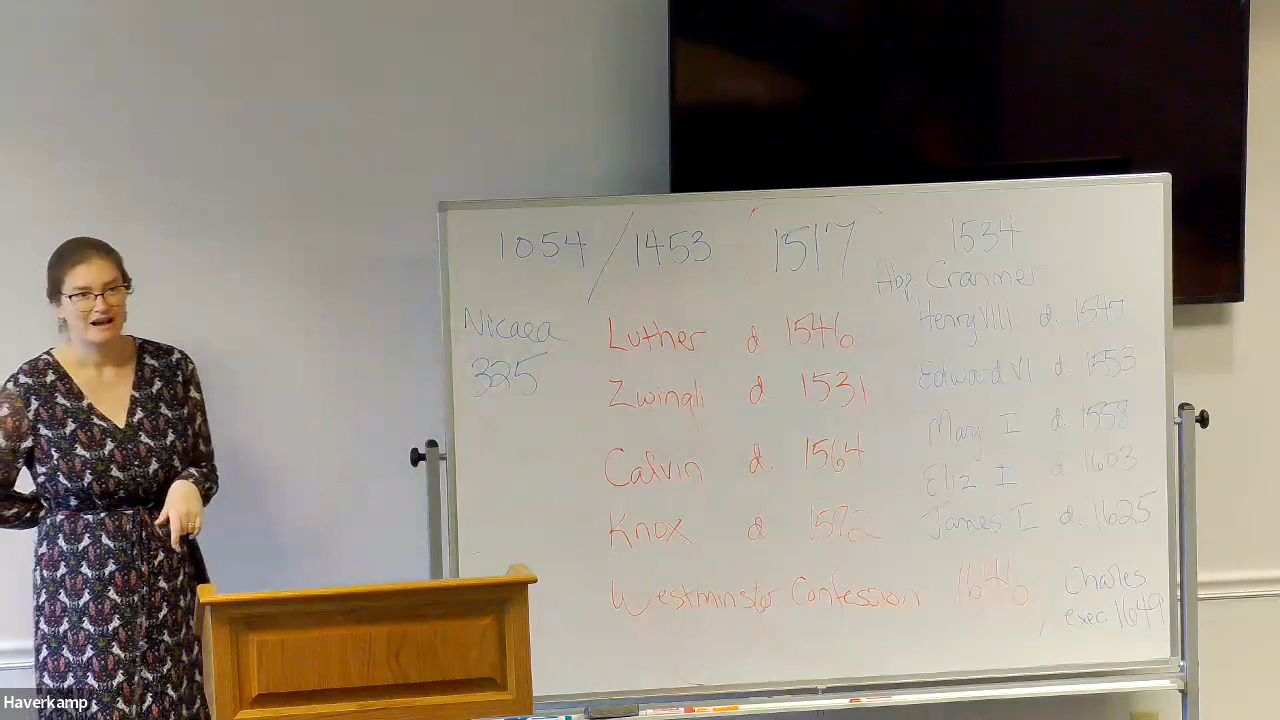 1054 / 1453 1517 1534
Abp Cranmer
Nicaea
325
Luther d 1546
Zwingli d. 1531
Calvin d. 1564
Knox d. 1572
Westminster Confession 1646
Henry VIII d. 1547
Edward VI d. 1553
Mary I d. 1558
Eliz I d 1603
James I d. 1625
Charles
exec. 1649
Haverkamp